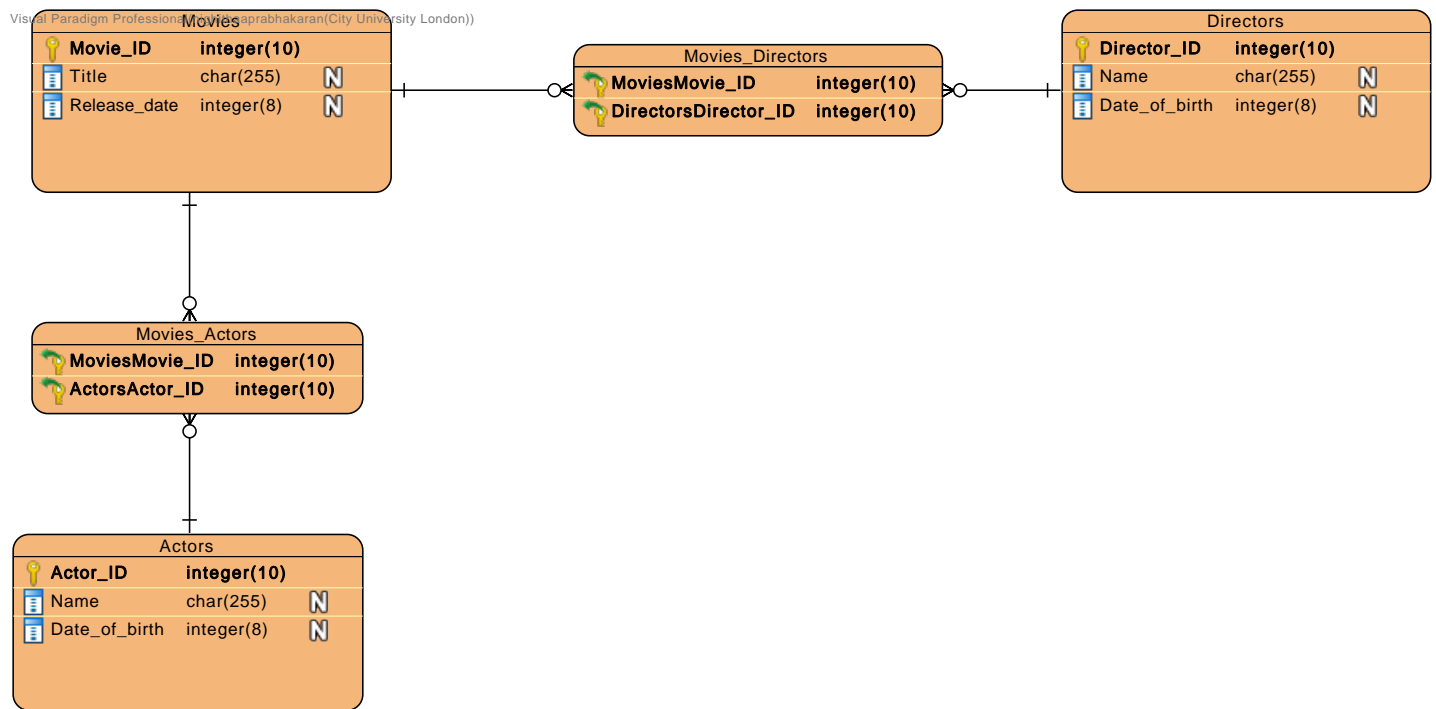 Visual Paradigm Professional(City University London))
Movies
Movie_ID integer(10)
Title char(255) N
Release_date integer(8) N
Movies_Directors
MoviesMovie_ID integer(10)
DirectorsDirector_ID integer(10)
Directors
Director_ID integer(10)
Name char(255) N
Date_of_birth integer(8) N
Movies_Actors
MoviesMovie_ID integer(10)
ActorsActor_ID integer(10)
Actors
Actor_ID integer(10)
Name char(255) N
Date_of_birth integer(8) N